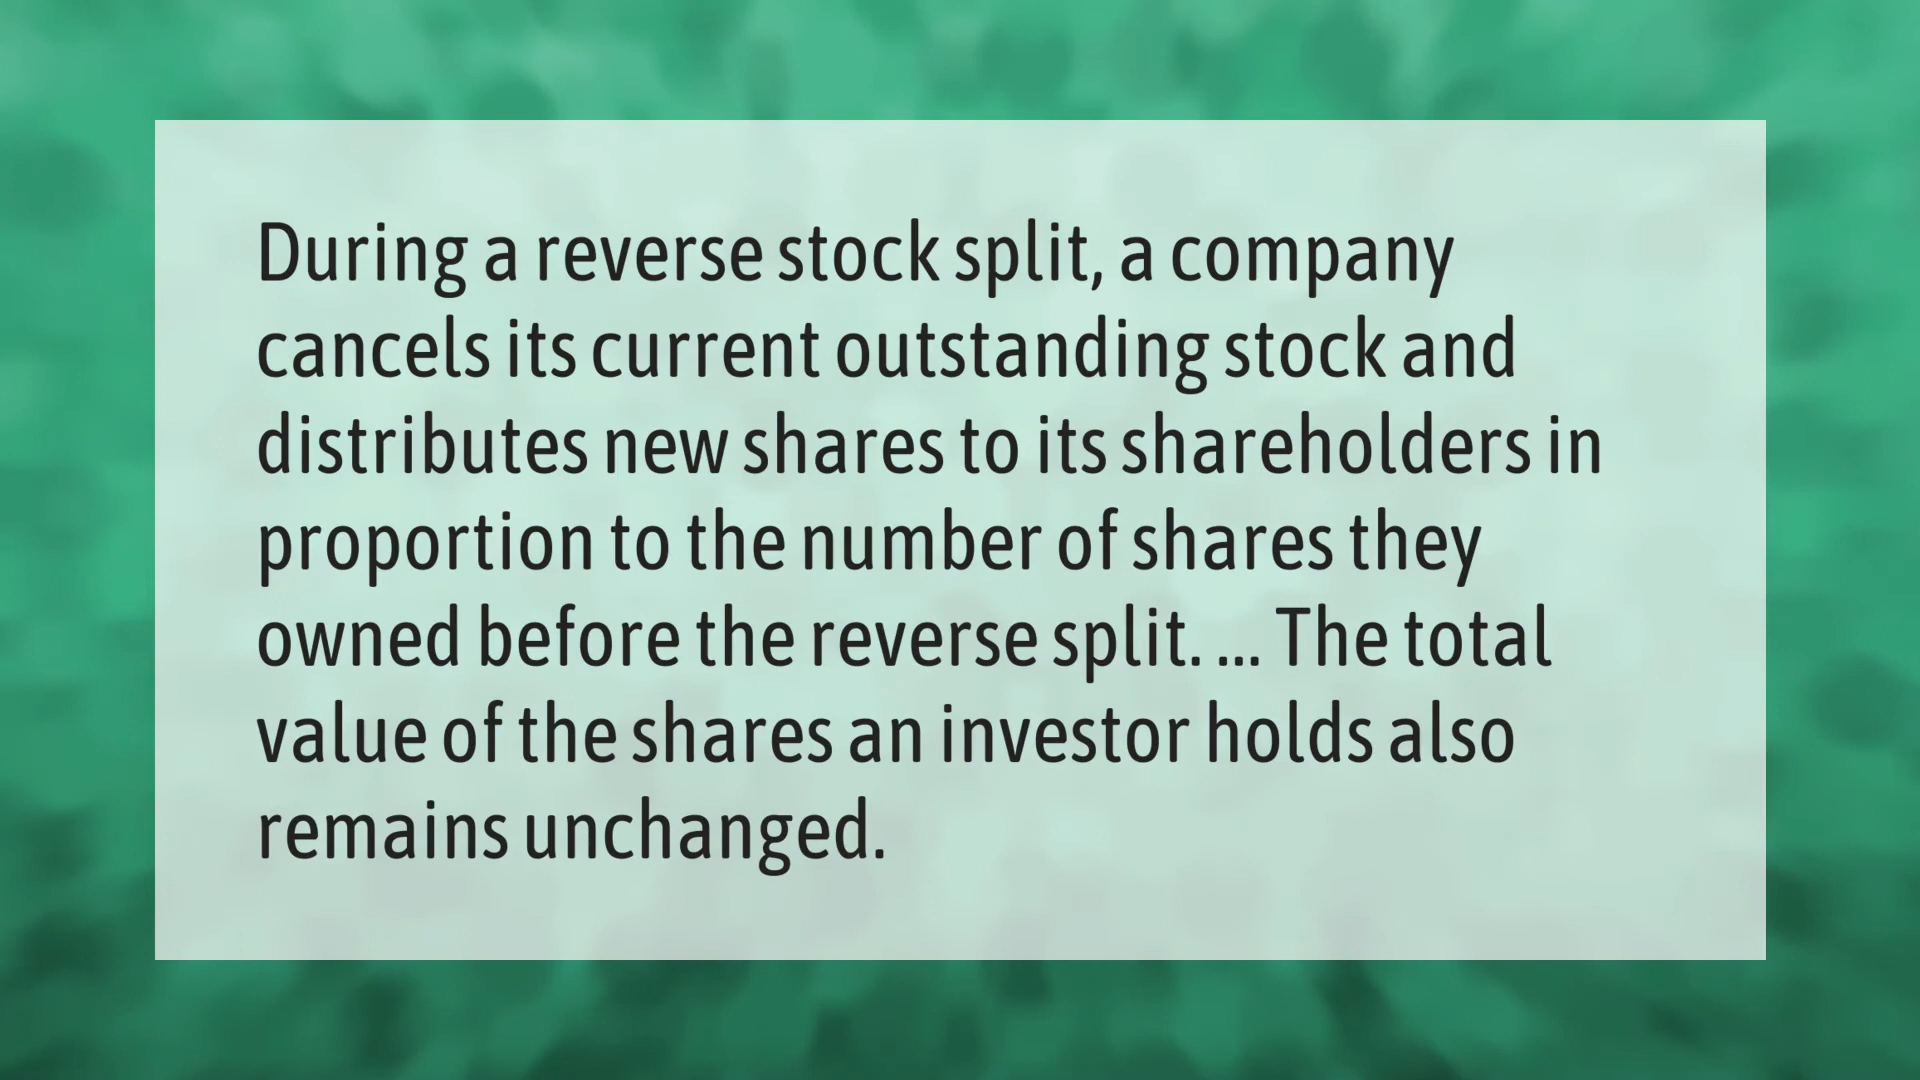 During a reverse stock split, a company
cancels its current outstanding stock and
distributes new shares to its shareholders in
proportion to the number of shares they
owned before the reverse split. ... The total
value of the shares an investor holds also
remains unchanged.